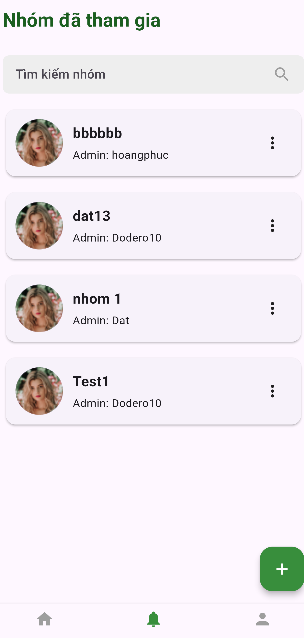 Nhóm đã tham gia
Tìm kiếm nhóm
bbbbbb
Admin: hoangphuc
dat13
Admin: Dodero10
nhom 1
Admin: Dat
Test1
Admin: Dodero10